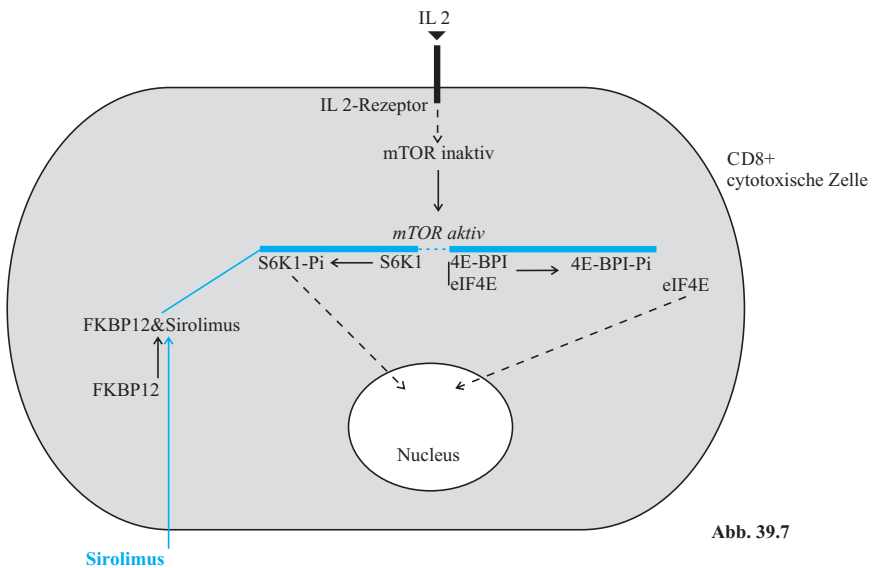 IL 2
IL 2-Rezeptor
mTOR inaktiv
CD8+
cytotoxische Zelle
mTOR aktiv
S6K1-Pi
S6K1
4E-BPI
4E-BPI-Pi
eIF4E
eIF4E
FKBP12&Sirolimus
FKBP12
Nucleus
Abb. 39.7
Sirolimus